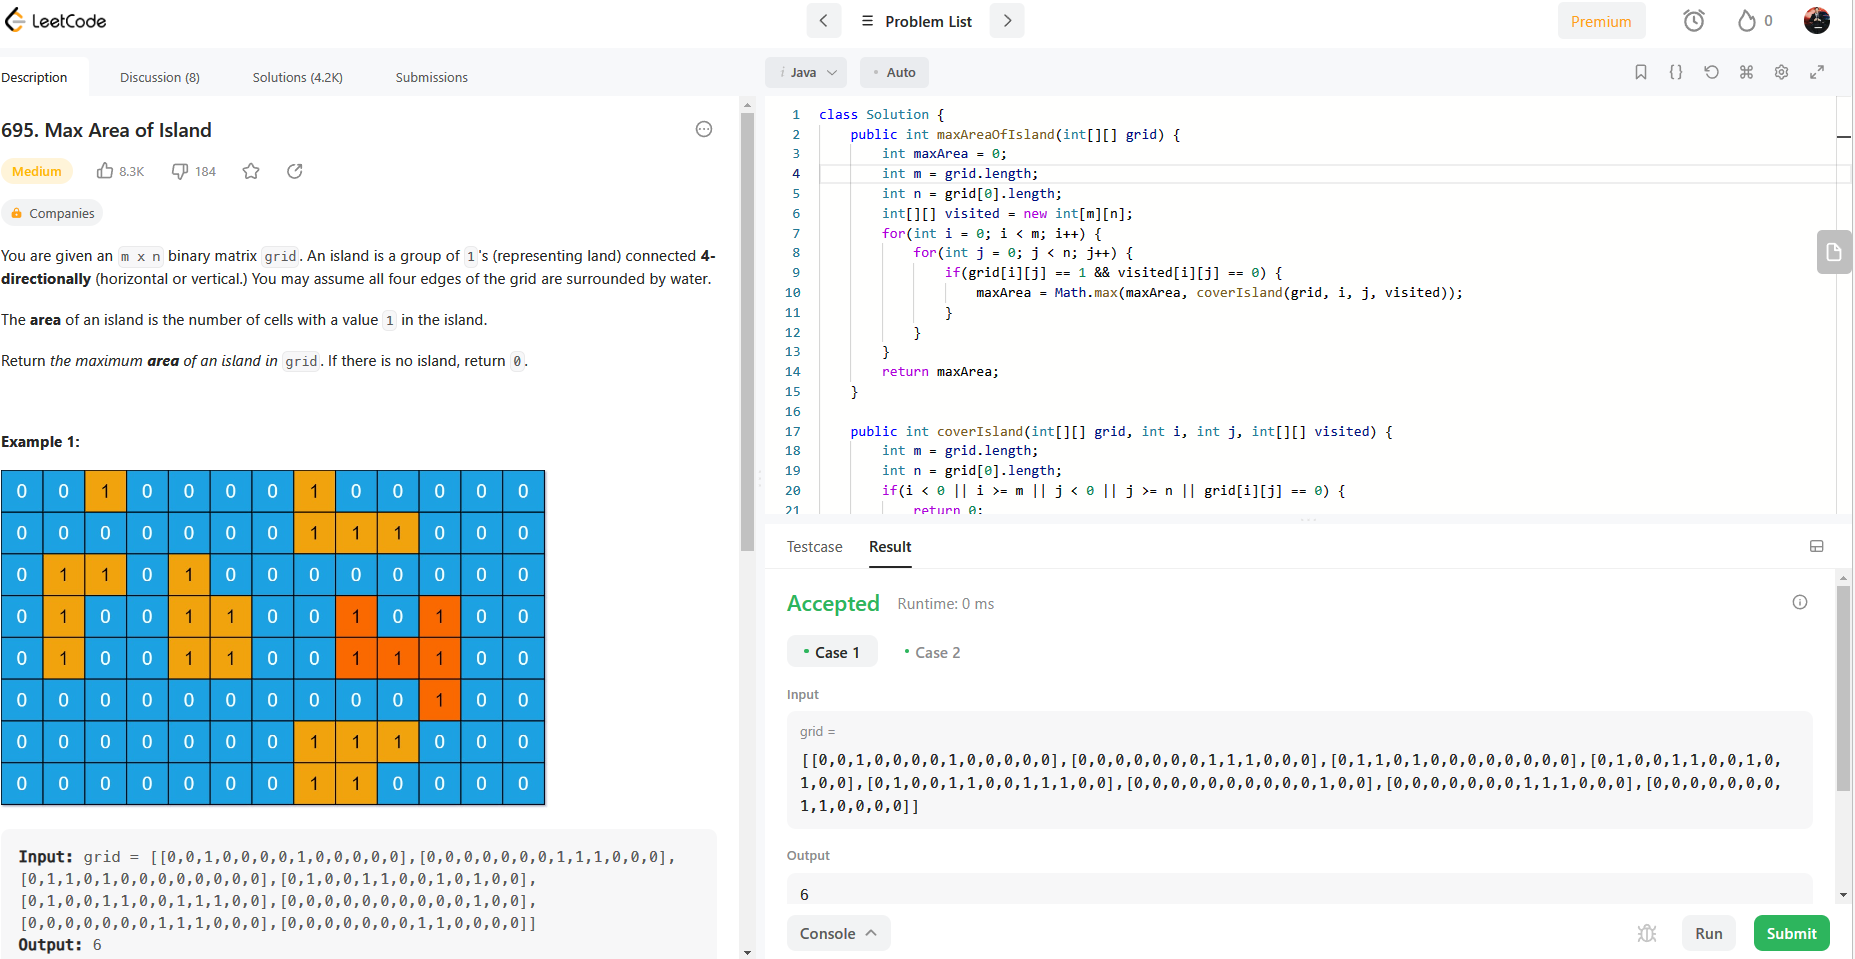 LeetCode
Problem List
Premium
0
Description
Discussion (8)
Solutions (4.2K)
Submissions
695. Max Area of Island
Medium
8.3K
184
Companies
You are given an m x n binary matrix grid. An island is a group of 1's (representing land) connected 4-
directionally (horizontal or vertical.) You may assume all four edges of the grid are surrounded by water.
The area of an island is the number of cells with a value 1 in the island.
Return the maximum area of an island in grid. If there is no island, return 0.
Example 1:
0 0 1 0 0 0 0 1 0 0 0 0 0
0 0 0 0 0 0 0 1 1 1 0 0 0
0 1 1 0 1 0 0 0 0 0 0 0 0
0 1 0 0 1 1 0 0 1 0 1 0 0
0 1 0 0 1 1 0 0 1 1 1 0 0
0 0 0 0 0 0 0 0 0 0 1 0 0
0 0 0 0 0 0 0 1 1 1 0 0 0
0 0 0 0 0 0 0 1 1 0 0 0 0
Input: grid = [[0,0,1,0,0,0,0,1,0,0,0,0,0],[0,0,0,0,0,0,0,1,1,1,0,0,0],
[0,1,1,0,1,0,0,0,0,0,0,0,0],[0,1,0,0,1,1,0,0,1,0,1,0,0],
[0,1,0,0,1,1,0,0,1,1,1,0,0],[0,0,0,0,0,0,0,0,0,0,1,0,0],
[0,0,0,0,0,0,0,1,1,1,0,0,0],[0,0,0,0,0,0,0,1,1,0,0,0,0]]
Output: 6
i Java
Auto
1 class Solution {
2 public int maxAreaOfIsland(int[][] grid) {
3 int maxArea = 0;
4 int m = grid.length;
5 int n = grid[0].length;
6 int[][] visited = new int[m][n];
7 for(int i = 0; i < m; i++) {
8 for(int j = 0; j < n; j++) {
9 if(grid[i][j] == 1 && visited[i][j] == 0) {
10 maxArea = Math.max(maxArea, coverIsland(grid, i, j, visited));
11 }
12 }
13 }
14 return maxArea;
15 }
16
17 public int coverIsland(int[][] grid, int i, int j, int[][] visited) {
18 int m = grid.length;
19 int n = grid[0].length;
20 if(i < 0 || i >= m || j < 0 || j >= n || grid[i][j] == 0) {
21 return 0;
Testcase
Result
Accepted
Runtime: 0 ms
Case 1
Case 2
Input
grid =
[[0,0,1,0,0,0,0,1,0,0,0,0,0],[0,0,0,0,0,0,0,1,1,1,0,0,0],[0,1,1,0,1,0,0,0,0,0,0,0,0],[0,1,0,0,1,1,0,0,1,0,
1,0,0],[0,1,0,0,1,1,0,0,1,1,1,0,0],[0,0,0,0,0,0,0,0,0,0,1,0,0],[0,0,0,0,0,0,0,1,1,1,0,0,0],[0,0,0,0,0,0,0,
1,1,0,0,0,0]]
Output
6
Console
Run
Submit